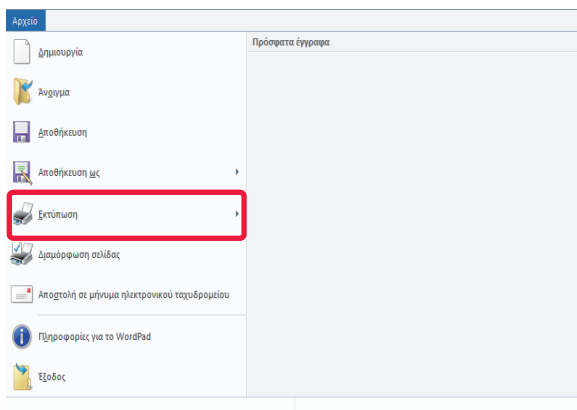 Αρχείο
Πρόσφατα έγγραφα
Δημιουργία
Άνοιγμα
Αποθήκευση
Αποθήκευση ως
Εκτύπωση
Διαμόρφωση σελίδας
Αποστολή σε μήνυμα ηλεκτρονικού ταχυδρομείου
Πληροφορίες για το WordPad
Έξοδος